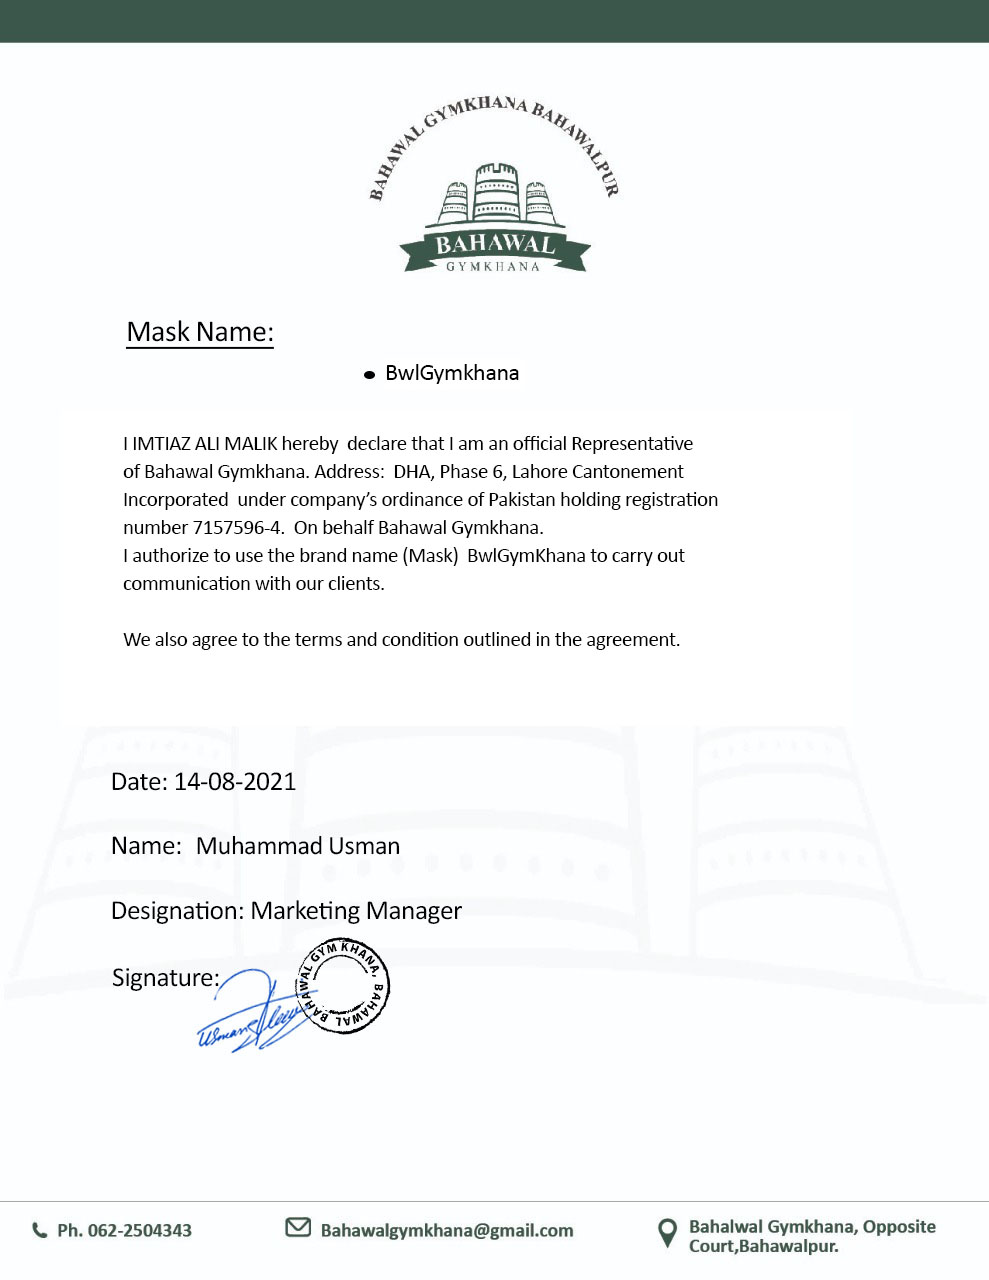 BAHAWAL GYMKHANA BAHAWALPUR
BAHAWAL
GYMKHANA
Mask Name:
• BwlGymkhana
I IMTIAZ ALI MALIK hereby declare that I am an official Representative
of Bahawal Gymkhana. Address: DHA, Phase 6, Lahore Cantonement
Incorporated under company’s ordinance of Pakistan holding registration
number 7157596-4. On behalf Bahawal Gymkhana.
I authorize to use the brand name (Mask) BwlGymKhana to carry out
communication with our clients.
We also agree to the terms and condition outlined in the agreement.
Date: 14-08-2021
Name: Muhammad Usman
Designation: Marketing Manager
Signature:
Usman
BAHAWAL GYM KHANA, BAHAWAL
Ph. 062-2504343
Bahawalgymkhana@gmail.com
Bahalwal Gymkhana, Opposite
Court,Bahawalpur.